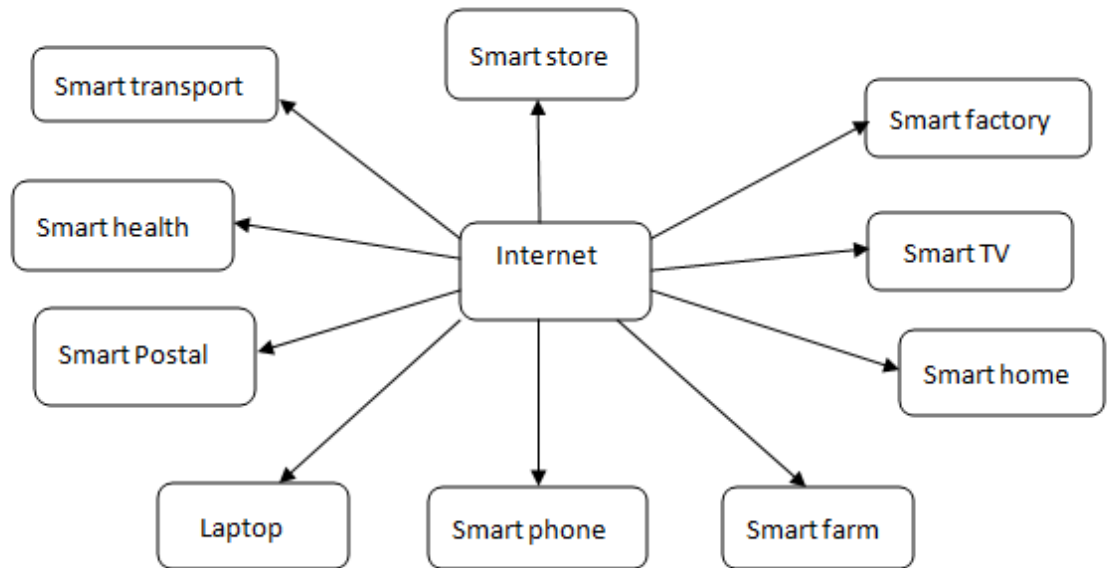 Smart store
Smart transport
Smart factory
Smart health
Internet
Smart TV
Smart Postal
Smart home
Laptop
Smart phone
Smart farm